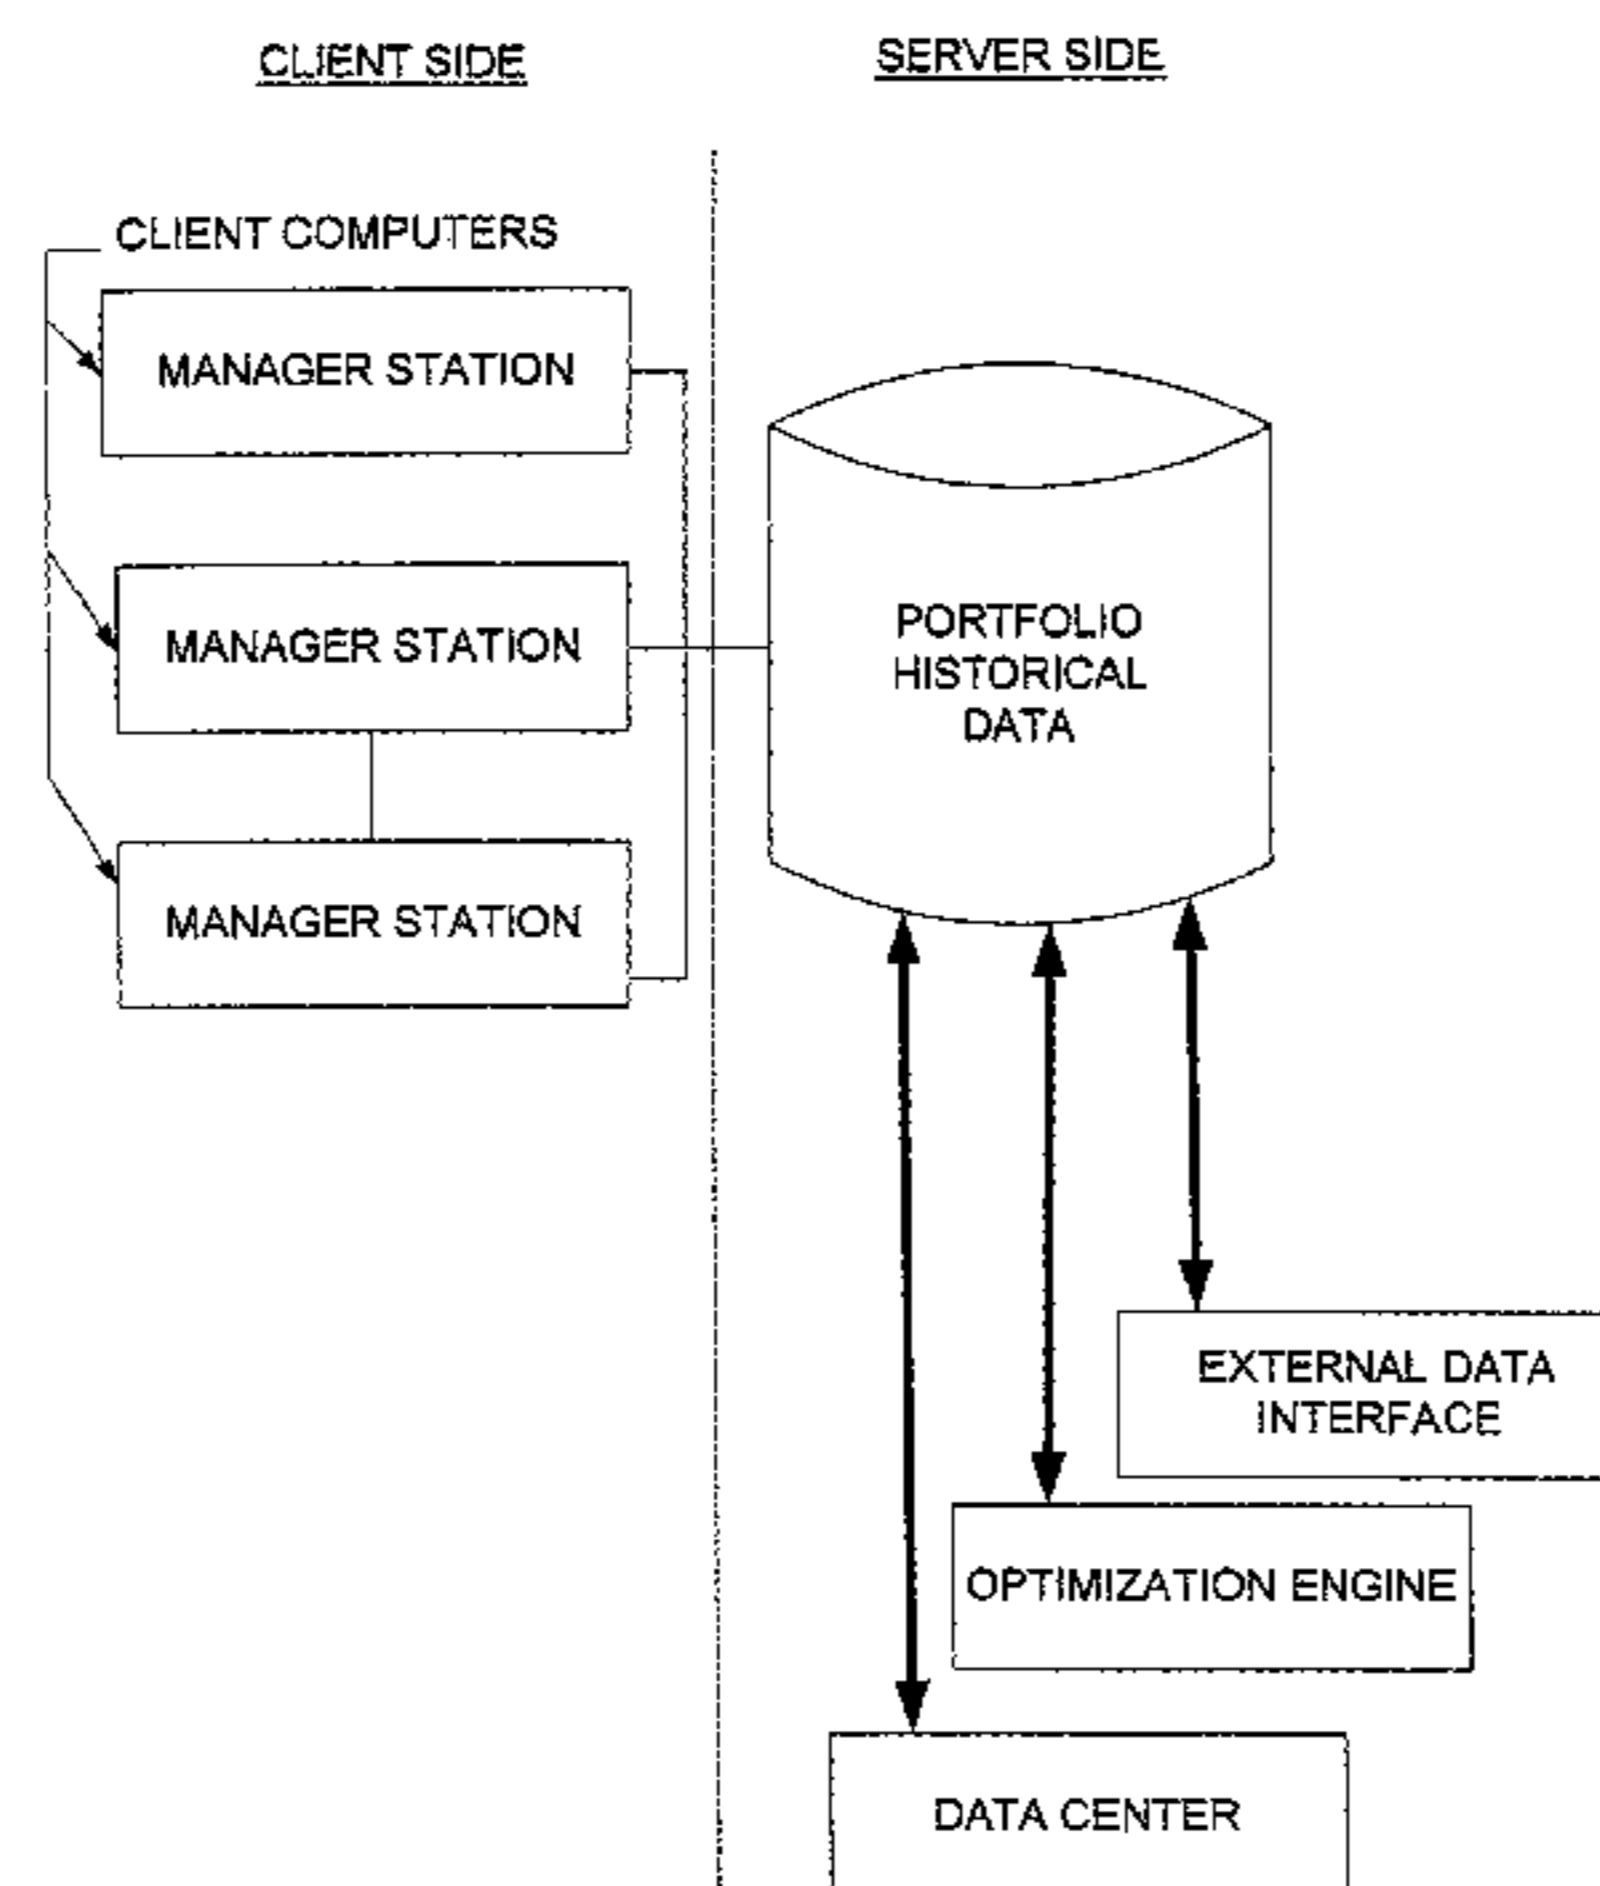 CLIENT SIDE
SERVER SIDE
CLIENT COMPUTERS
MANAGER STATION
MANAGER STATION
MANAGER STATION
PORTFOLIO
HISTORICAL
DATA
EXTERNAL DATA
INTERFACE
OPTIMIZATION ENGINE
DATA CENTER